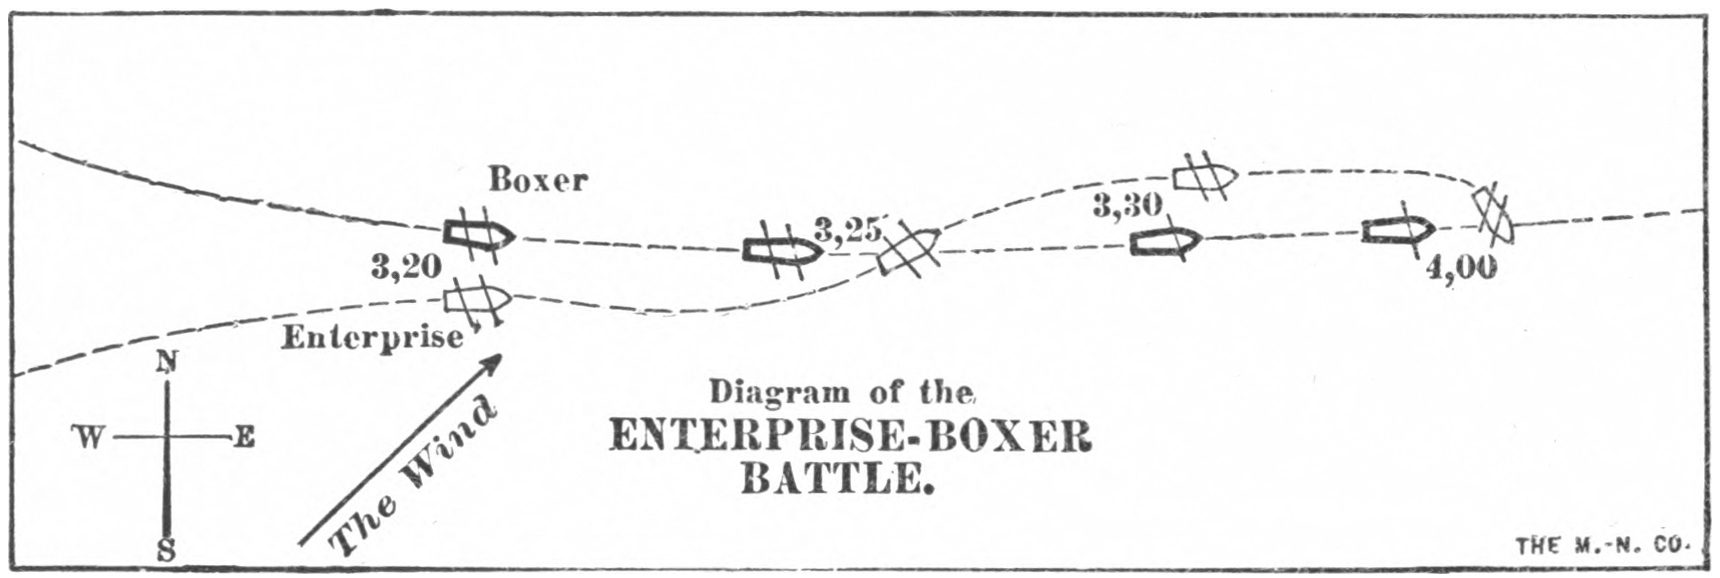 Boxer
3,25
3,30
3,20
4,00
Enterprise
N
W E
S
The Wind
Diagram of the
ENTERPRISE-BOXER
BATTLE.
THE M.-N. CO.